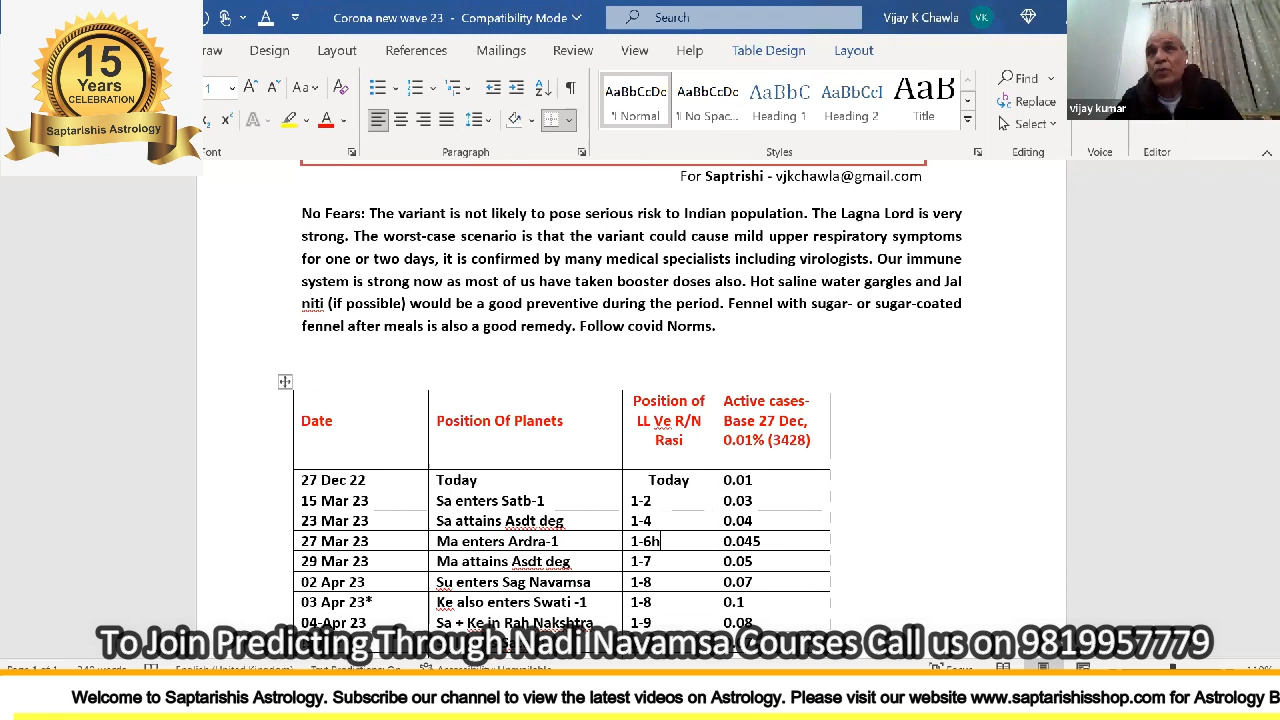 15
Years
CELEBRATION
Saptarishis Astrology
Corona new wave 23 - Compatibility Mode
Search
Vijay K Chawla
VK
raw
Design
Layout
References
Mailings
Review
View
Help
Table Design
Layout
Find
Replace
Select
AaBbCcDc
¶ Normal
AaBbCcDc
¶ No Spac...
AaBbC
Heading 1
AaBbCcI
Heading 2
AaB
Title
ont
Paragraph
Styles
Editing
Voice
Editor
vijay kumar
For Saptrishi - vjkchawla@gmail.com
No Fears: The variant is not likely to pose serious risk to Indian population. The Lagna Lord is very
strong. The worst-case scenario is that the variant could cause mild upper respiratory symptoms
for one or two days, it is confirmed by many medical specialists including virologists. Our immune
system is strong now as most of us have taken booster doses also. Hot saline water gargles and Jal
niti (if possible) would be a good preventive during the period. Fennel with sugar- or sugar-coated
fennel after meals is also a good remedy. Follow covid Norms.
Date Position Of Planets Position of LL Ve R/N Rasi Active cases- Base 27 Dec, 0.01% (3428)
27 Dec 22 Today Today 0.01
15 Mar 23 Sa enters Satb-1 1-2 0.03
23 Mar 23 Sa attains Asdt deg 1-4 0.04
27 Mar 23 Ma enters Ardra-1 1-6h 0.045
29 Mar 23 Ma attains Asdt deg 1-7 0.05
02 Apr 23 Su enters Sag Navamsa 1-8 0.07
03 Apr 23* Ke also enters Swati -1 1-8 0.1
04-Apr 23 Sa + Ke in Rah Nakshtra 1-9 0.08
To Join Predicting Through Nadi Navamsa Courses Call us on 9819957779
Welcome to Saptarishis Astrology. Subscribe our channel to view the latest videos on Astrology. Please visit our website www.saptarishisshop.com for Astrology B